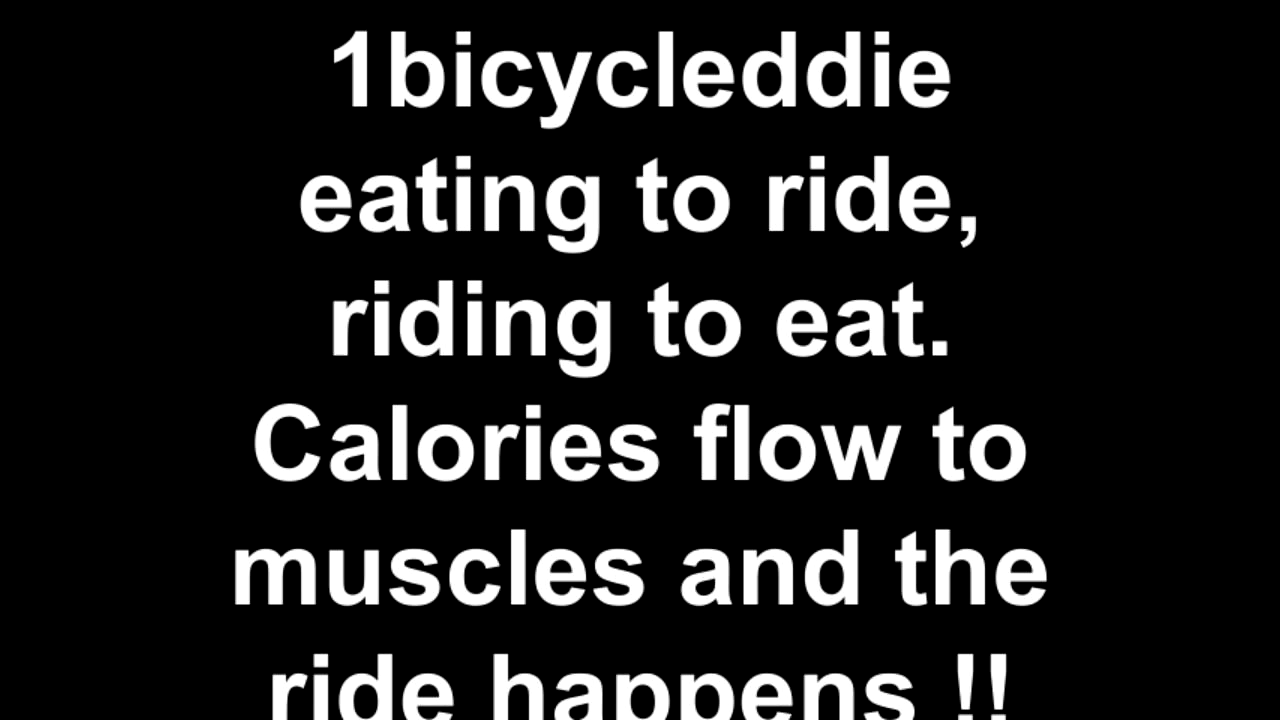 1bicycleddie
eating to ride,
riding to eat.
Calories flow to
muscles and the
ride happens !!